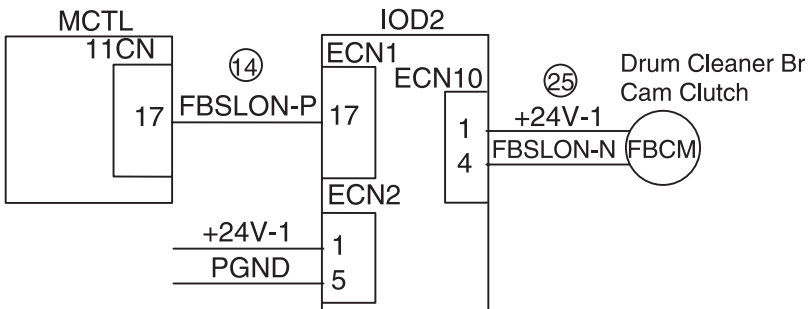 MCTL
IOD2
11CN
14
ECN1
ECN10
25
Drum Cleaner Br
Cam Clutch
17
FBSLON-P
17
1
+24V-1
4
FBSLON-N
FBCM
ECN2
+24V-1
1
PGND
5